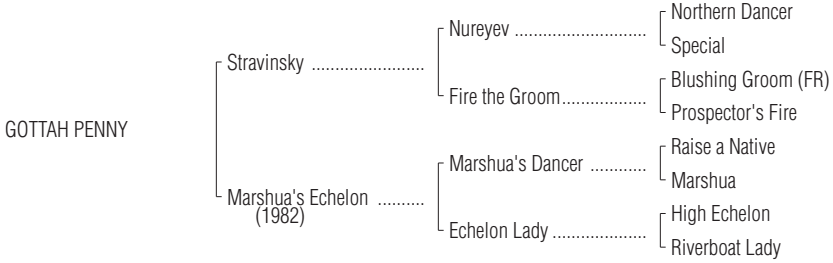 Northern Dancer
Nureyev ............................
Special
Stravinsky ........................
Blushing Groom (FR)
Fire the Groom..................
Prospector's Fire
GOTTAH PENNY
Raise a Native
Marshua's Dancer ............
Marshua
Marshua's Echelon ..........
(1982)
High Echelon
Echelon Lady ....................
Riverboat Lady